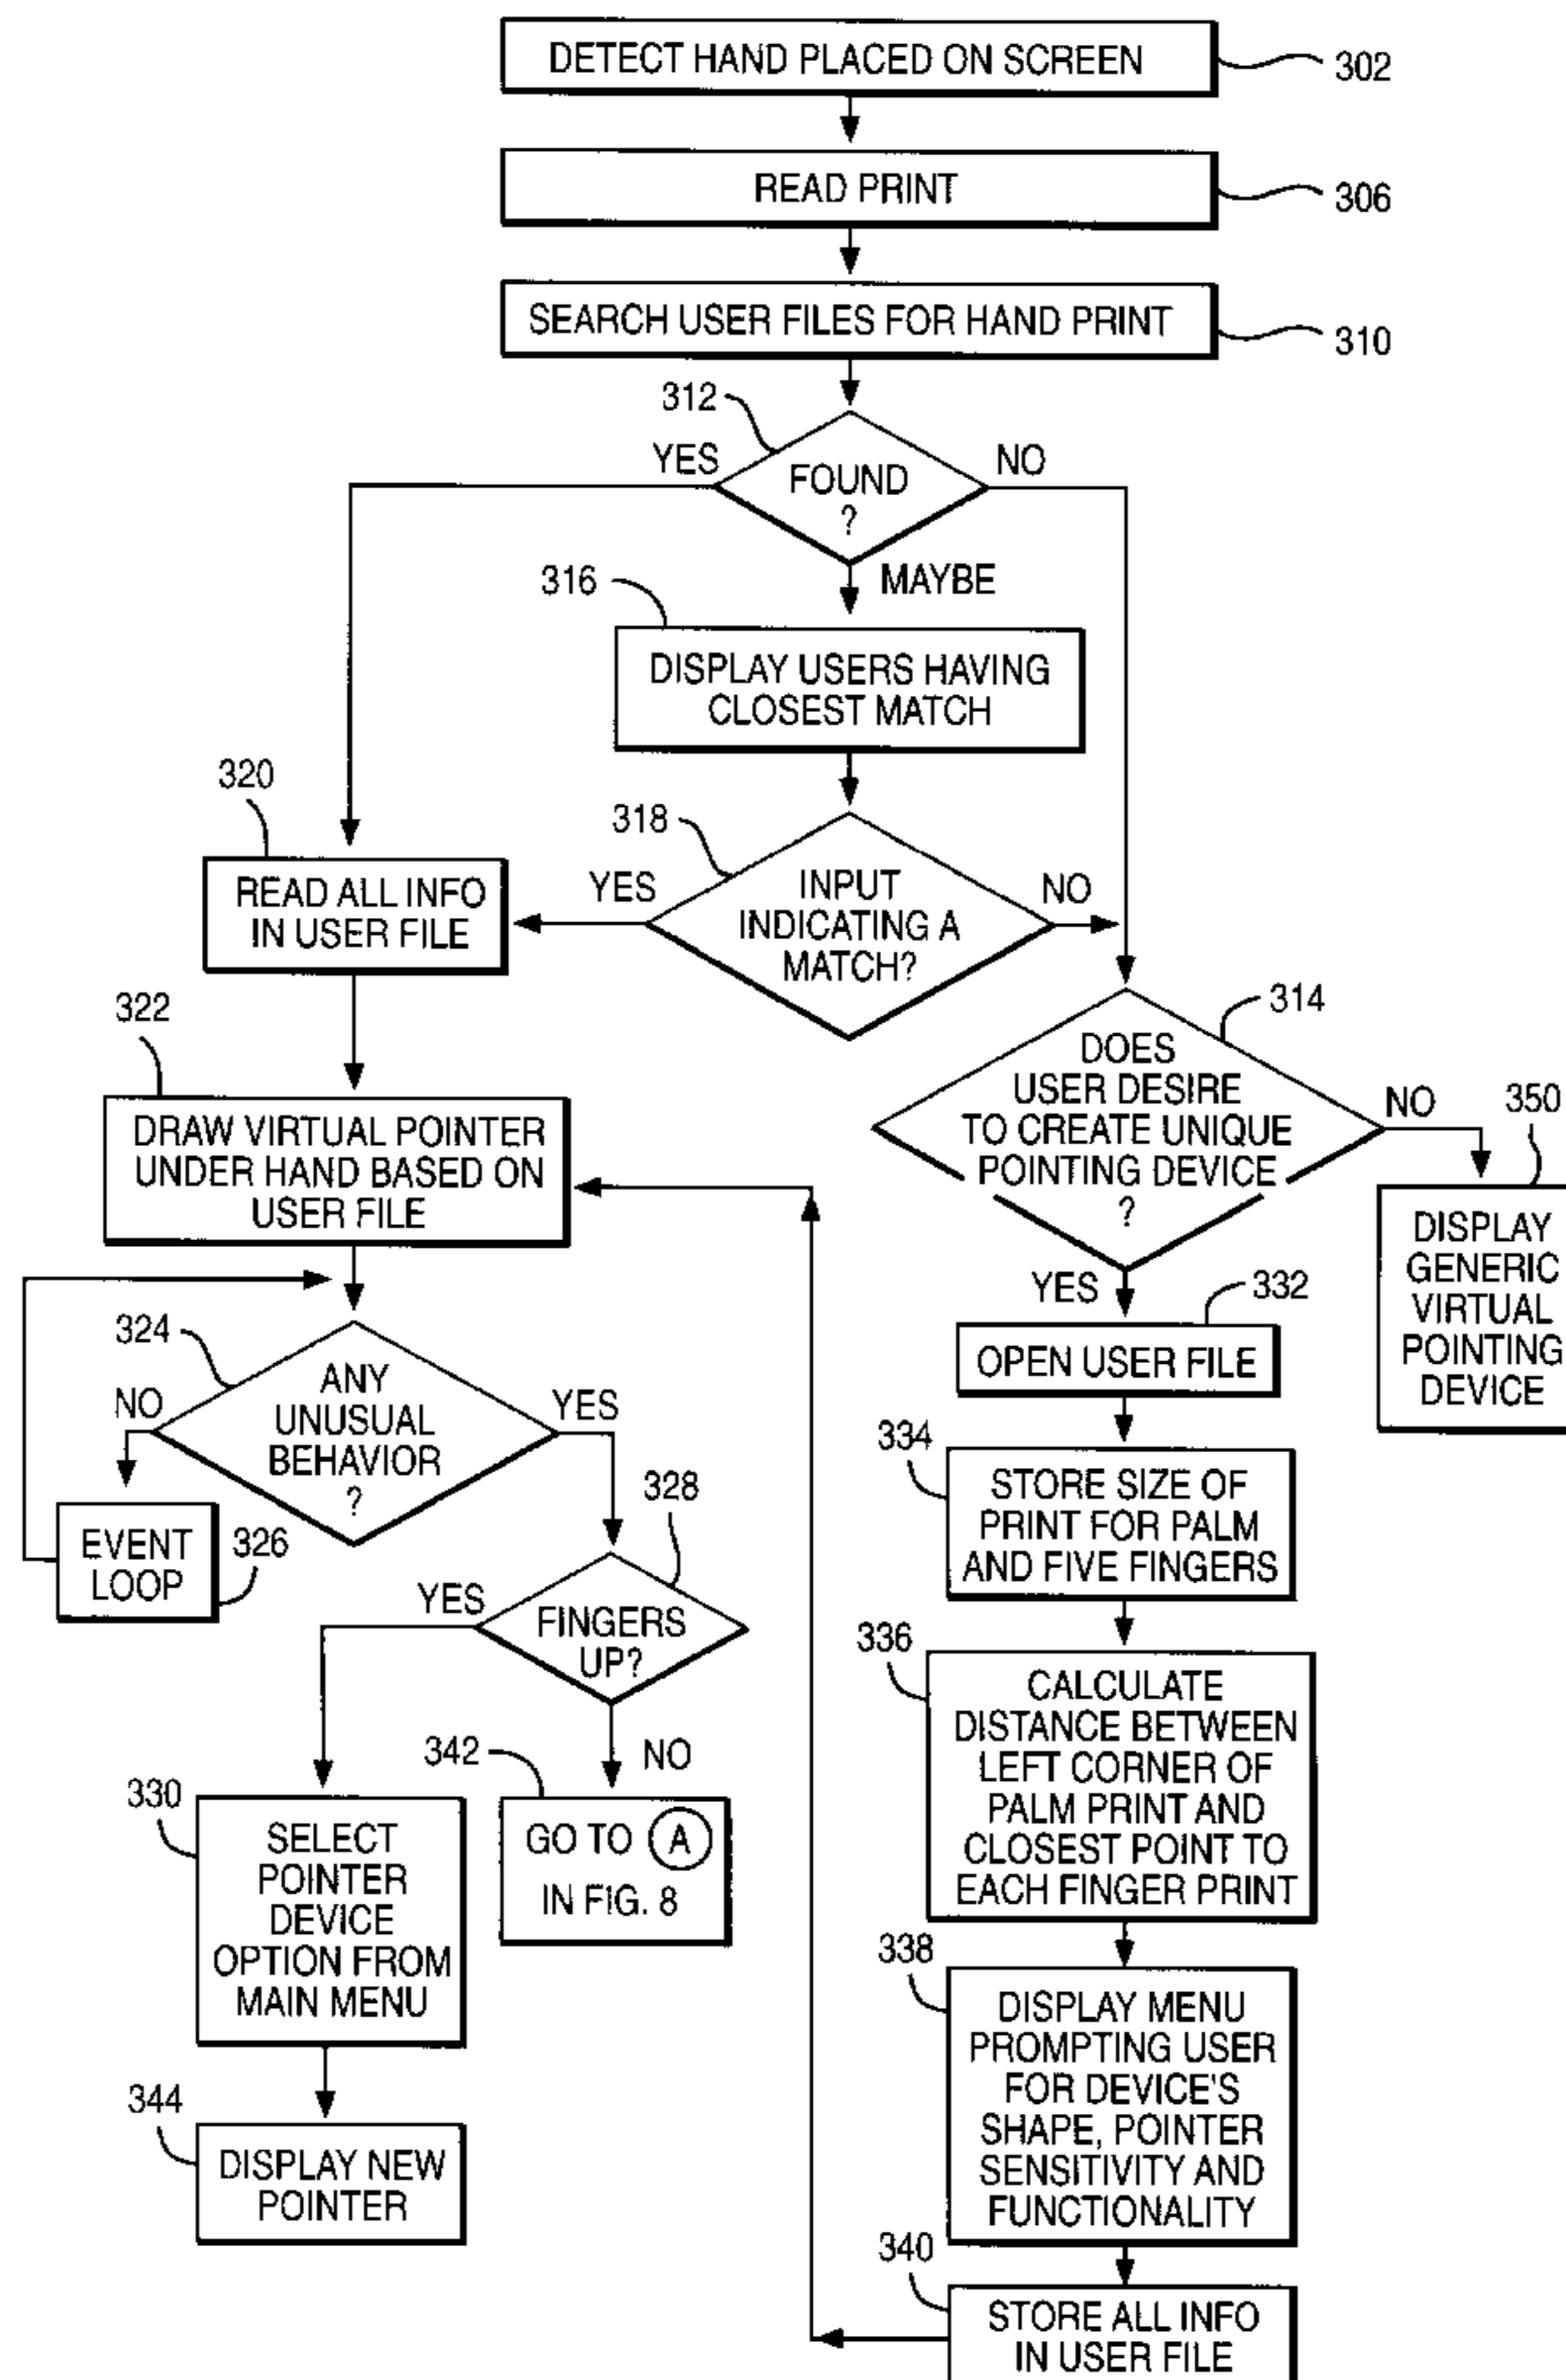 DETECT HAND PLACED ON SCREEN
302
READ PRINT
306
SEARCH USER FILES FOR HAND PRINT
310
312
YES
NO
FOUND
?
MAYBE
316
DISPLAY USERS HAVING
CLOSEST MATCH
320
318
READ ALL INFO
IN USER FILE
YES
INPUT
INDICATING A
MATCH?
NO
322
314
DRAW VIRTUAL POINTER
UNDER HAND BASED ON
USER FILE
DOES
USER DESIRE
TO CREATE UNIQUE
POINTING DEVICE
?
NO
350
DISPLAY
GENERIC
VIRTUAL
POINTING
DEVICE
YES
332
OPEN USER FILE
324
NO
ANY
UNUSUAL
BEHAVIOR
?
YES
334
STORE SIZE OF
PRINT FOR PALM
AND FIVE FINGERS
EVENT
LOOP
326
328
YES
FINGERS
UP?
NO
336
CALCULATE
DISTANCE BETWEEN
LEFT CORNER OF
PALM PRINT AND
CLOSEST POINT TO
EACH FINGER PRINT
330
SELECT
POINTER
DEVICE
OPTION FROM
MAIN MENU
342
GO TO A
IN FIG. 8
338
DISPLAY MENU
PROMPTING USER
FOR DEVICE'S
SHAPE, POINTER
SENSITIVITY AND
FUNCTIONALITY
344
DISPLAY NEW
POINTER
340
STORE ALL INFO
IN USER FILE